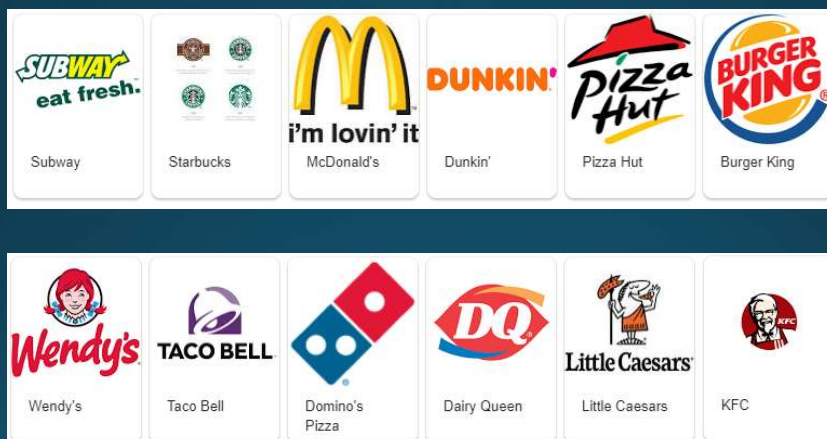 SUBWAY
eat fresh.
Subway
Starbucks
i'm lovin' it
McDonald's
DUNKIN'
Dunkin'
Pizza
Hut
Pizza Hut
BURGER
KING
Burger King
Wendy's
Wendy's
TACO BELL
Taco Bell
Domino's
Pizza
DQ
Dairy Queen
Little Caesars
Little Caesars
KFC
KFC